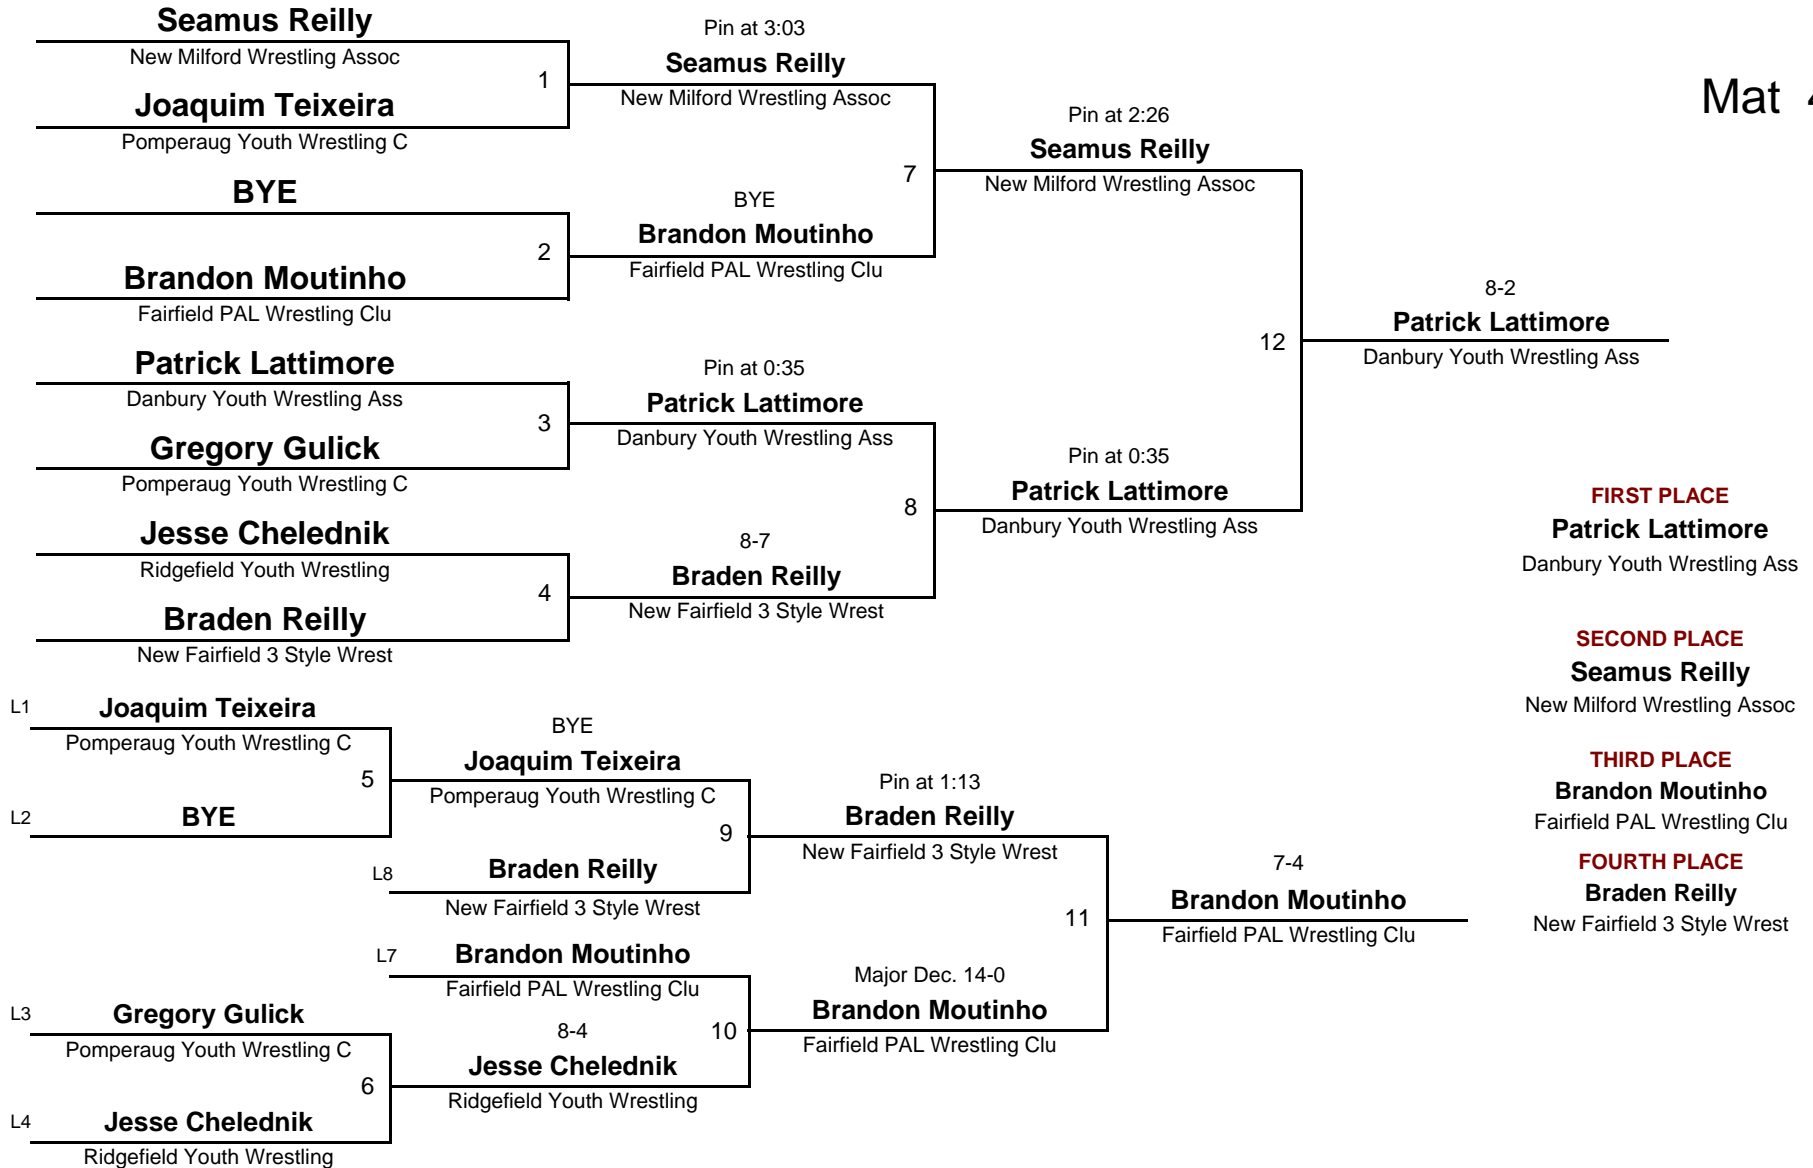 Seamus Reilly
New Milford Wrestling Assoc
1
Joaquim Teixeira
Pomperaug Youth Wrestling C
BYE
2
Brandon Moutinho
Fairfield PAL Wrestling Clu
Patrick Lattimore
Danbury Youth Wrestling Ass
3
Gregory Gulick
Pomperaug Youth Wrestling C
Jesse Chelednik
Ridgefield Youth Wrestling
4
Braden Reilly
New Fairfield 3 Style Wrest
Pin at 3:03
Seamus Reilly
New Milford Wrestling Assoc
7
BYE
Brandon Moutinho
Fairfield PAL Wrestling Clu
Pin at 0:35
Patrick Lattimore
Danbury Youth Wrestling Ass
8
8-7
Braden Reilly
New Fairfield 3 Style Wrest
Pin at 2:26
Seamus Reilly
New Milford Wrestling Assoc
12
Pin at 0:35
Patrick Lattimore
Danbury Youth Wrestling Ass
8-2
Patrick Lattimore
Danbury Youth Wrestling Ass
Mat 4
FIRST PLACE
Patrick Lattimore
Danbury Youth Wrestling Ass
SECOND PLACE
Seamus Reilly
New Milford Wrestling Assoc
THIRD PLACE
Brandon Moutinho
Fairfield PAL Wrestling Clu
FOURTH PLACE
Braden Reilly
New Fairfield 3 Style Wrest
L1 Joaquim Teixeira
Pomperaug Youth Wrestling C
5
L2 BYE
BYE
Joaquim Teixeira
Pomperaug Youth Wrestling C
9
L8 Braden Reilly
New Fairfield 3 Style Wrest
L7 Brandon Moutinho
Fairfield PAL Wrestling Clu
10
L3 Gregory Gulick
Pomperaug Youth Wrestling C
6
L4 Jesse Chelednik
Ridgefield Youth Wrestling
8-4
Jesse Chelednik
Ridgefield Youth Wrestling
Pin at 1:13
Braden Reilly
New Fairfield 3 Style Wrest
11
Major Dec. 14-0
Brandon Moutinho
Fairfield PAL Wrestling Clu
7-4
Brandon Moutinho
Fairfield PAL Wrestling Clu